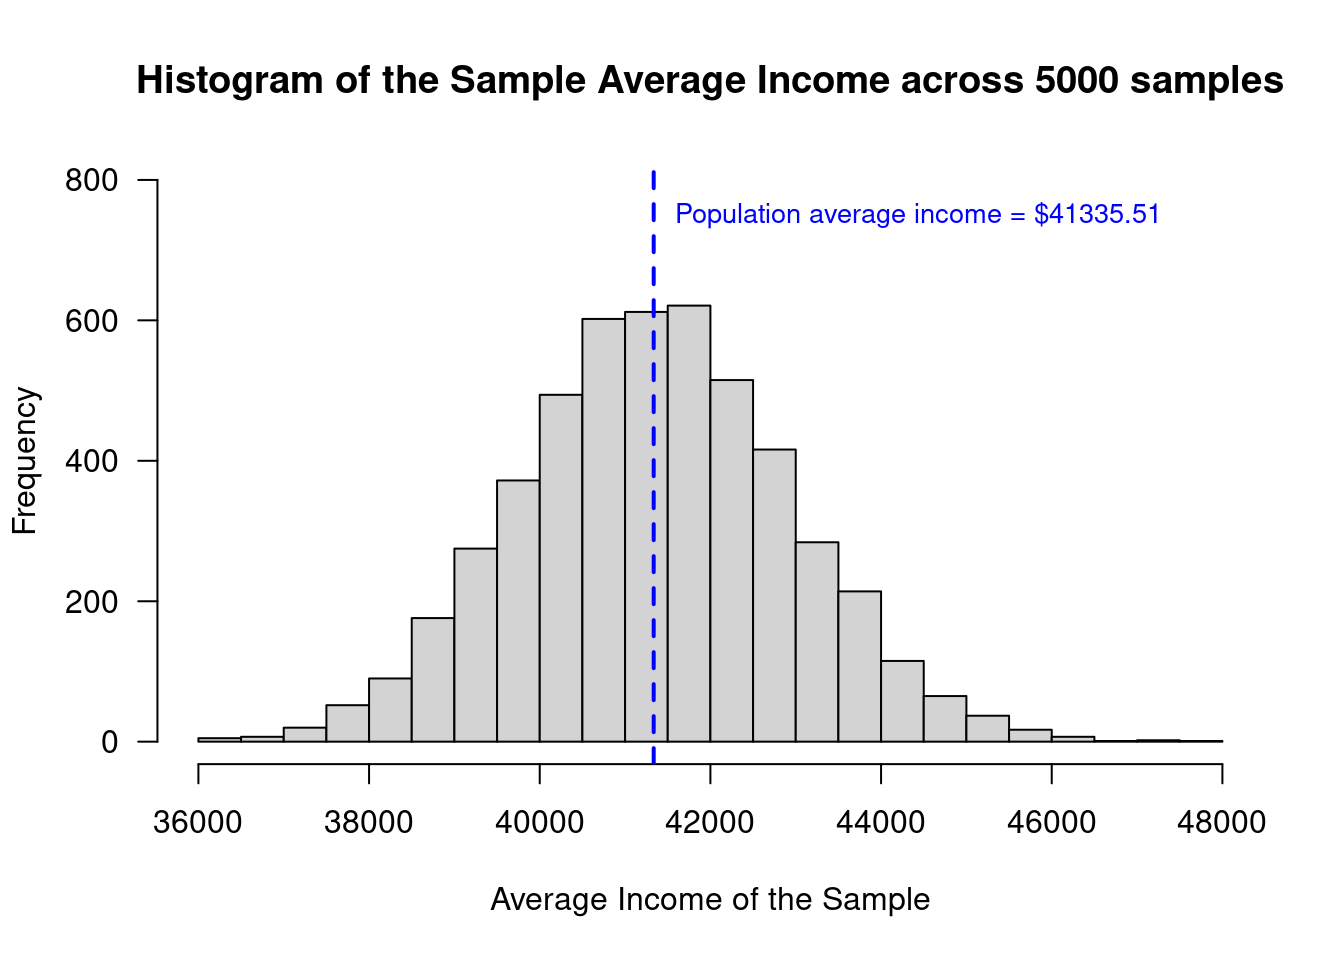 Histogram of the Sample Average Income across 5000 samples
800
Population average income = $41335.51
600
400
200
0
Frequency
36000 38000 40000 42000 44000 46000 48000
Average Income of the Sample